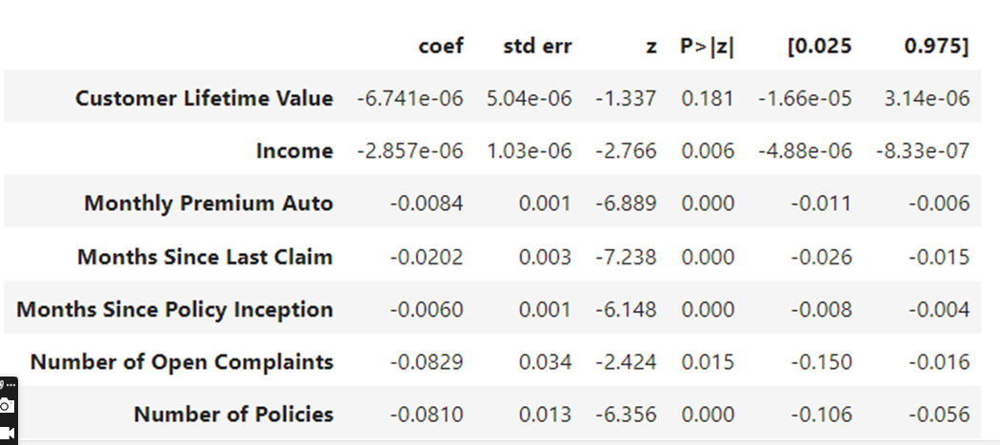 coef std err z P>|z| [0.025 0.975]
Customer Lifetime Value -6.741e-06 5.04e-06 -1.337 0.181 -1.66e-05 3.14e-06
Income -2.857e-06 1.03e-06 -2.766 0.006 -4.88e-06 -8.33e-07
Monthly Premium Auto -0.0084 0.001 -6.889 0.000 -0.011 -0.006
Months Since Last Claim -0.0202 0.003 -7.238 0.000 -0.026 -0.015
Months Since Policy Inception -0.0060 0.001 -6.148 0.000 -0.008 -0.004
Number of Open Complaints -0.0829 0.034 -2.424 0.015 -0.150 -0.016
Number of Policies -0.0810 0.013 -6.356 0.000 -0.106 -0.056